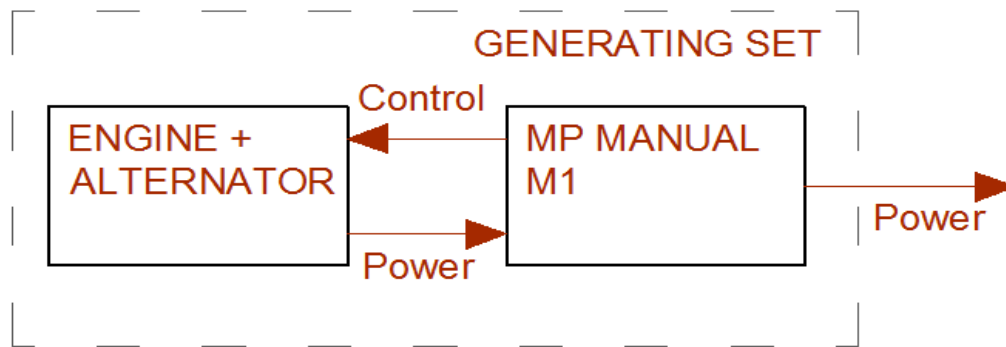 GENERATING SET
Control
ENGINE +
ALTERNATOR
MP MANUAL
M1
Power
Power